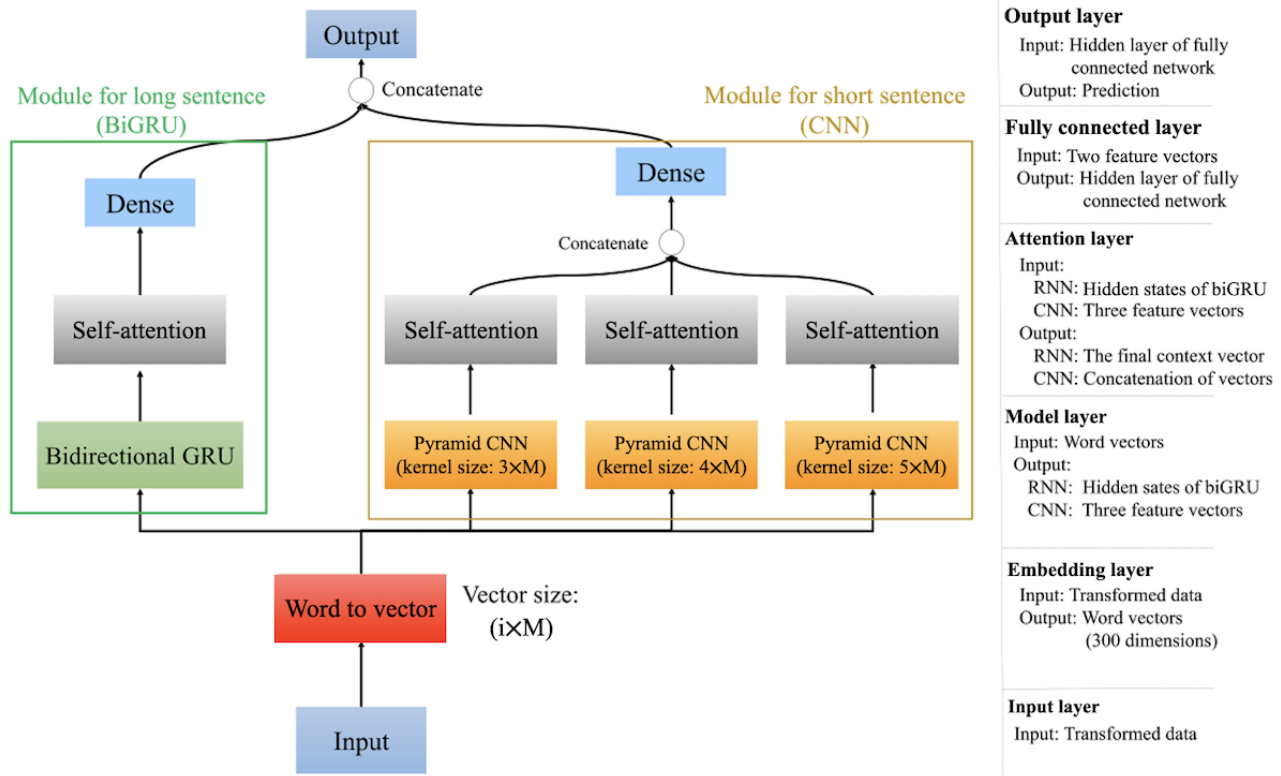 Output
Concatenate
Module for long sentence
(BiGRU)
Module for short sentence
(CNN)
Dense
Dense
Concatenate
Self-attention
Self-attention
Self-attention
Self-attention
Bidirectional GRU
Pyramid CNN
(kernel size: 3×M)
Pyramid CNN
(kernel size: 4×M)
Pyramid CNN
(kernel size: 5×M)
Word to vector
Vector size:
(i×M)
Input
Output layer
Input: Hidden layer of fully
connected network
Output: Prediction
Fully connected layer
Input: Two feature vectors
Output: Hidden layer of fully
connected network
Attention layer
Input:
RNN: Hidden states of biGRU
CNN: Three feature vectors
Output:
RNN: The final context vector
CNN: Concatenation of vectors
Model layer
Input: Word vectors
Output:
RNN: Hidden sates of biGRU
CNN: Three feature vectors
Embedding layer
Input: Transformed data
Output: Word vectors
(300 dimensions)
Input layer
Input: Transformed data